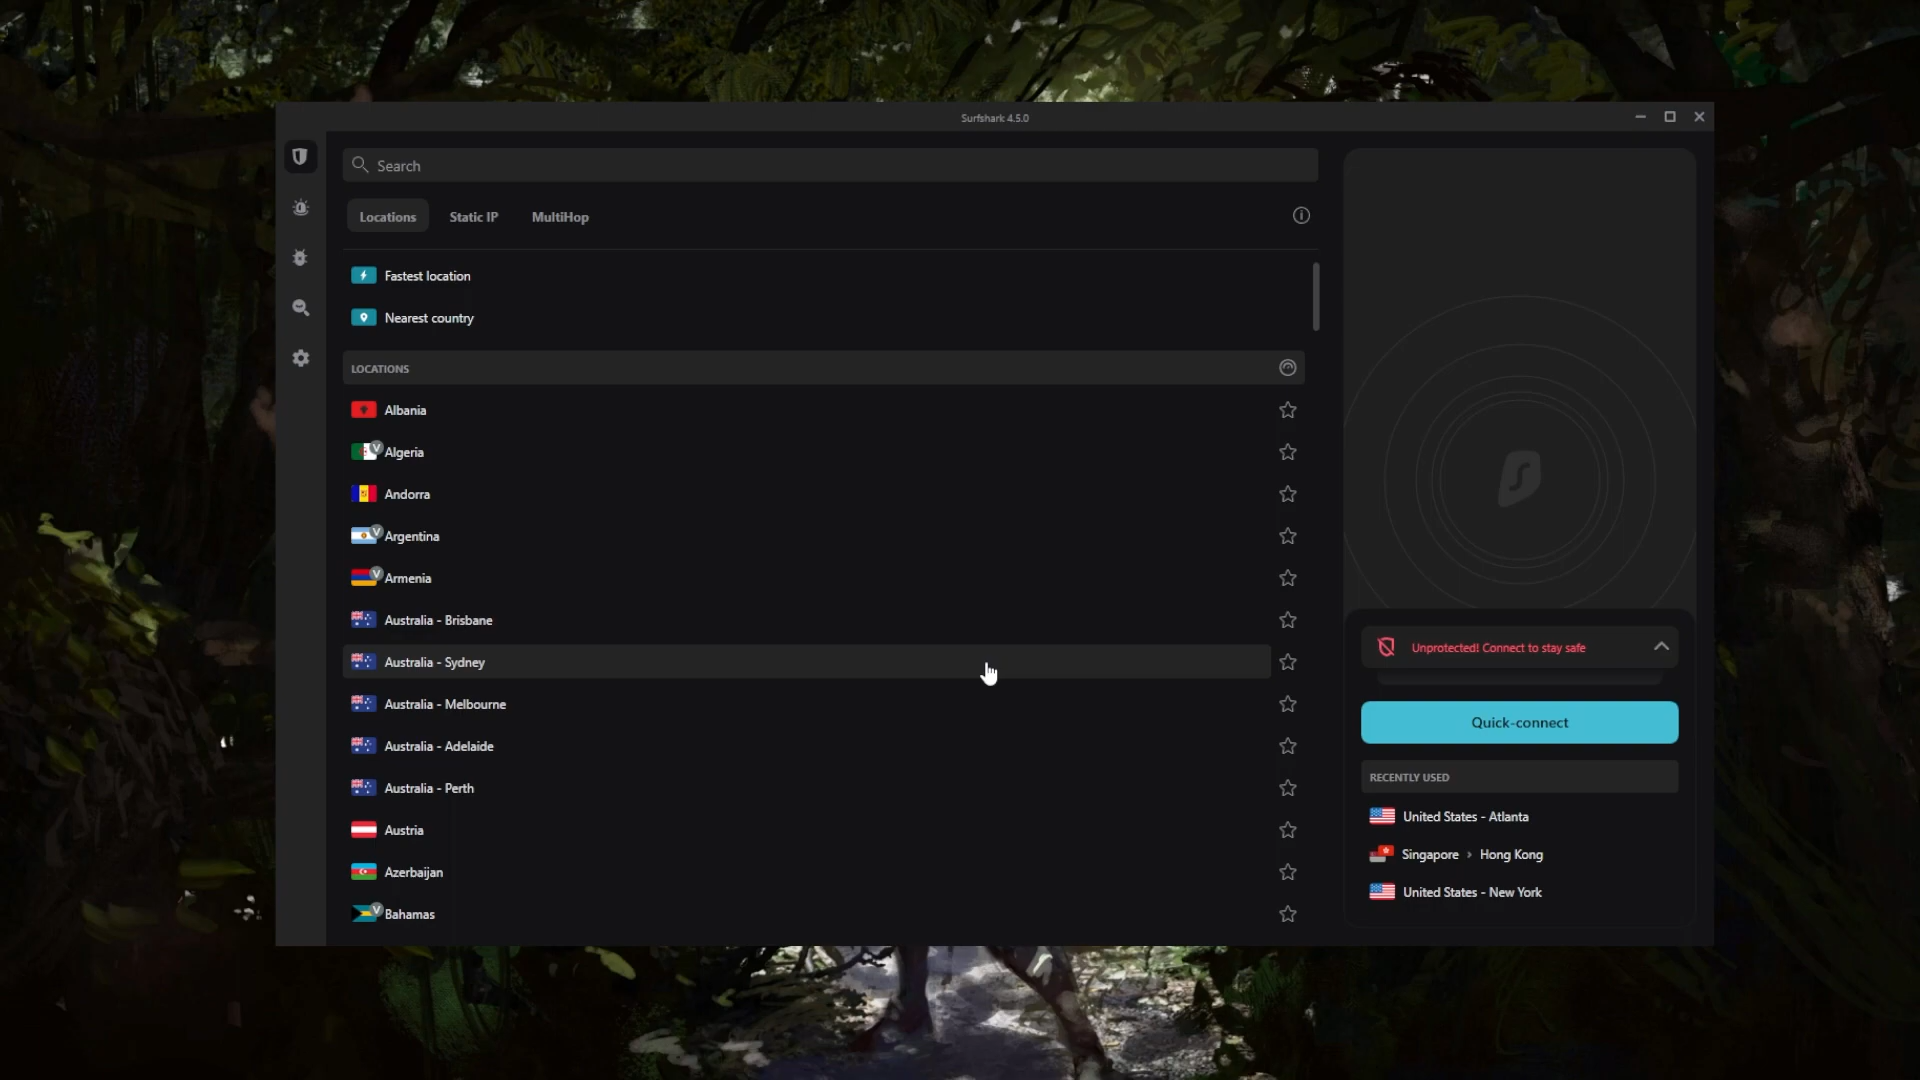 Surfshark 4.5.0
Search
Locations Static IP MultiHop
Fastest location
Nearest country
LOCATIONS
Albania
V Algeria
Andorra
V Argentina
V Armenia
Australia - Brisbane
Australia - Sydney
Australia - Melbourne
Australia - Adelaide
Australia - Perth
Austria
Azerbaijan
V Bahamas
Unprotected! Connect to stay safe
Quick-connect
RECENTLY USED
United States - Atlanta
Singapore › Hong Kong
United States - New York